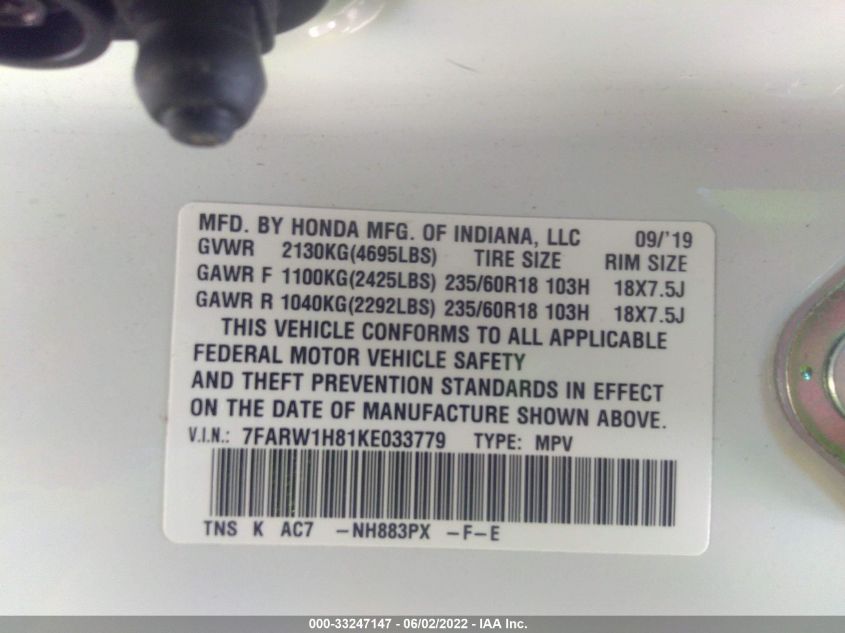 MFD. BY HONDA MFG. OF INDIANA, LLC 09/'19
GVWR 2130KG(4695LBS) TIRE SIZE RIM SIZE
GAWR F 1100KG(2425LBS) 235/60R18 103H 18X7.5J
GAWR R 1040KG(2292LBS) 235/60R18 103H 18X7.5J
THIS VEHICLE CONFORMS TO ALL APPLICABLE
FEDERAL MOTOR VEHICLE SAFETY
AND THEFT PREVENTION STANDARDS IN EFFECT
ON THE DATE OF MANUFACTURE SHOWN ABOVE.
V.I.N.: 7FARW1H81KE033779 TYPE: MPV
TNS K AC7 -NH883PX -F-E
000-33247147 - 06/02/2022 - IAA Inc.